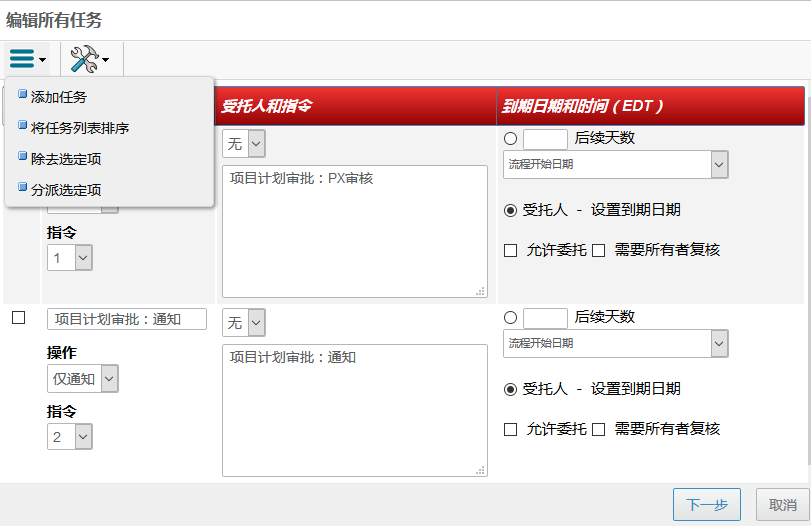 编辑所有任务
添加任务
将任务列表排序
除去选定项
分派选定项
受托人和指令
到期日期和时间（EDT）
无
后续天数
流程开始日期
项目计划审批：PX审核
受托人 - 设置到期日期
指令
1
允许委托
需要所有者复核
项目计划审批：通知
无
后续天数
流程开始日期
操作
仅通知
项目计划审批：通知
受托人 - 设置到期日期
指令
2
允许委托
需要所有者复核
下一步
取消